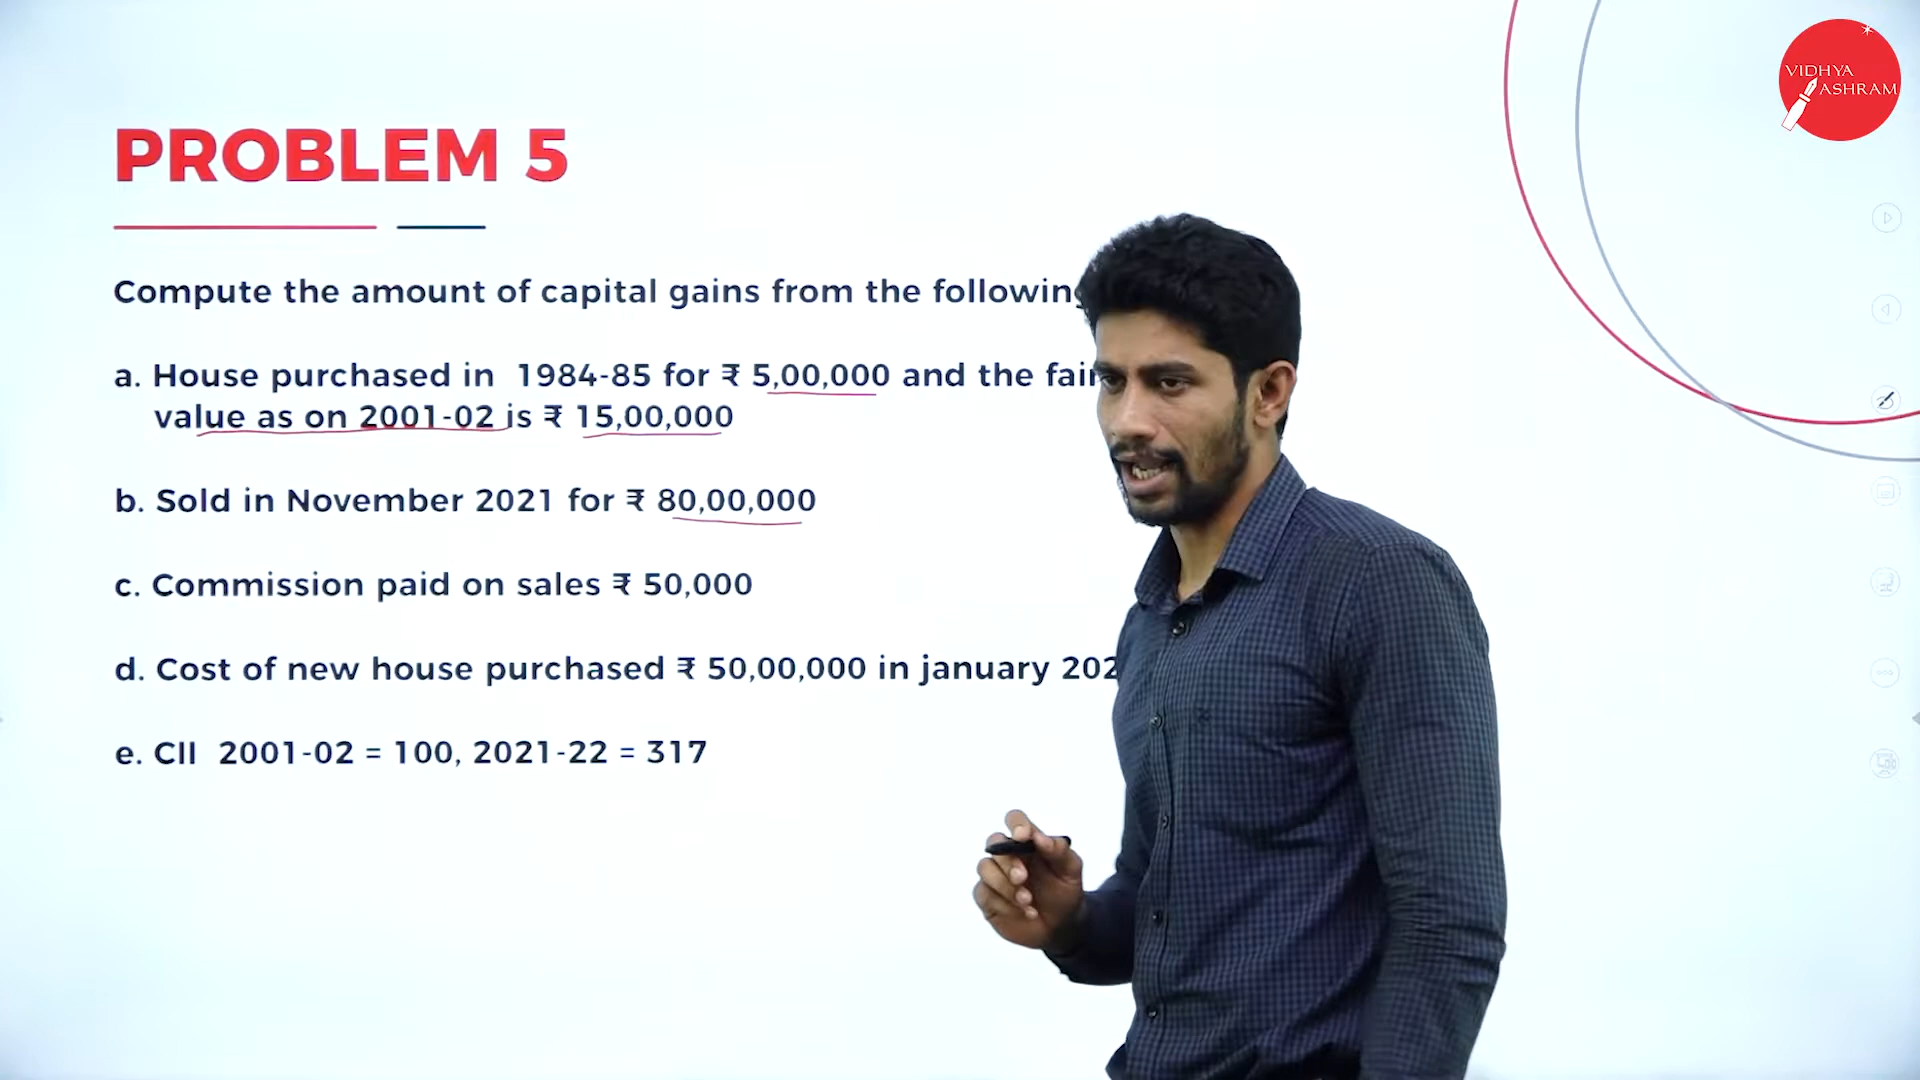 VIDHYA
ASHRAM
PROBLEM 5
Compute the amount of capital gains from the following
a. House purchased in 1984-85 for ₹ 5,00,000 and the fair
value as on 2001-02 is ₹ 15,00,000
b. Sold in November 2021 for ₹ 80,00,000
c. Commission paid on sales ₹ 50,000
d. Cost of new house purchased ₹ 50,00,000 in january
e. CII 2001-02 = 100, 2021-22 = 317